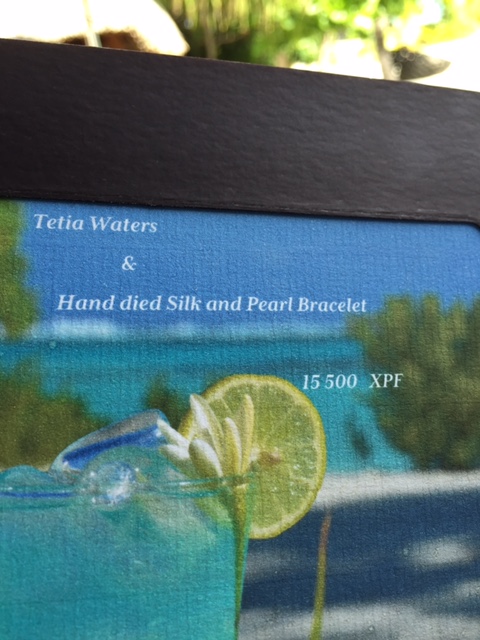 Tetia Waters
&
Hand died Silk and Pearl Bracelet
15 500 XPF